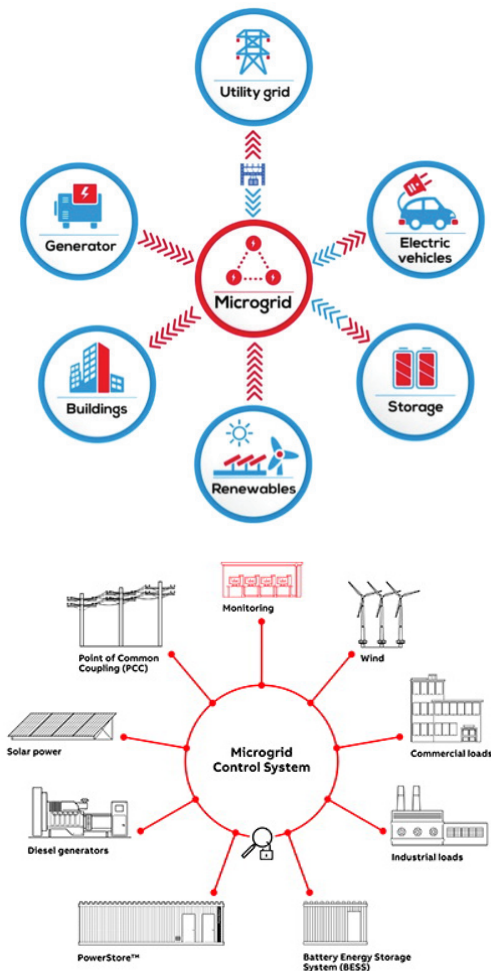 Utility grid
Generator
Electric
vehicles
Microgrid
Buildings
Storage
Renewables
Monitoring
Point of Common
Coupling (PCC)
Wind
Solar power
Microgrid
Control System
Commercial loads
Diesel generators
Industrial loads
PowerStore™
Battery Energy Storage
System (BESS)